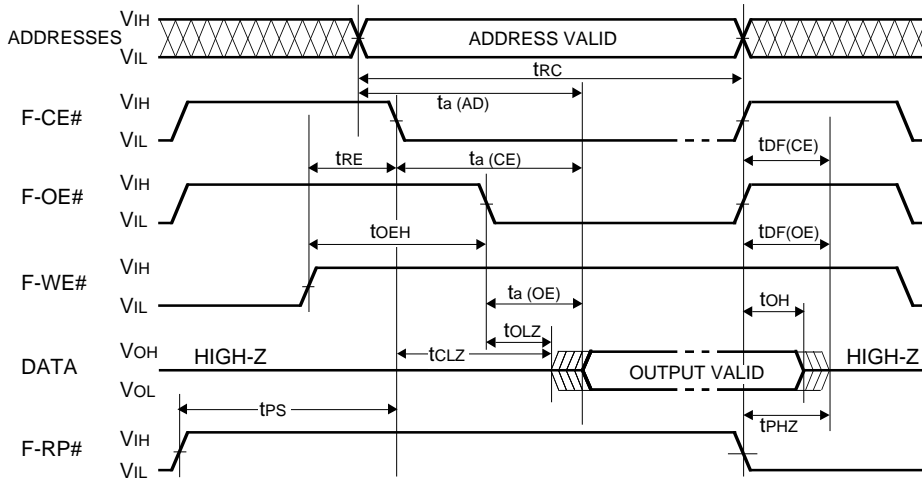 VIH
ADDRESSES
ADDRESS VALID
VIL
tRC
ta (AD)
VIH
F-CE#
VIL
tDF(CE)
tRE
ta (CE)
VIH
F-OE#
VIL
tOEH
tDF(OE)
VIH
F-WE#
VIL
ta (OE)
tOH
tOLZ
VOH
HIGH-Z
tCLZ
HIGH-Z
DATA
OUTPUT VALID
VOL
tPS
tPHZ
VIH
F-RP#
VIL